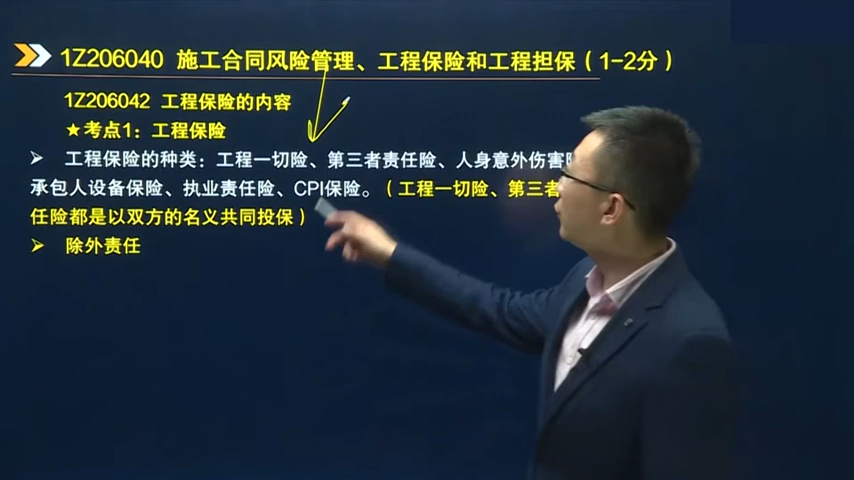 1Z206040 施工合同风险管理、工程保险和工程担保（1-2分）
1Z206042 工程保险的内容
★考点1：工程保险
工程保险的种类：工程一切险、第三者责任险、人身意外伤害
承包人设备保险、执业责任险、CPI保险。（工程一切险、第三者
任险都是以双方的名义共同投保）
除外责任